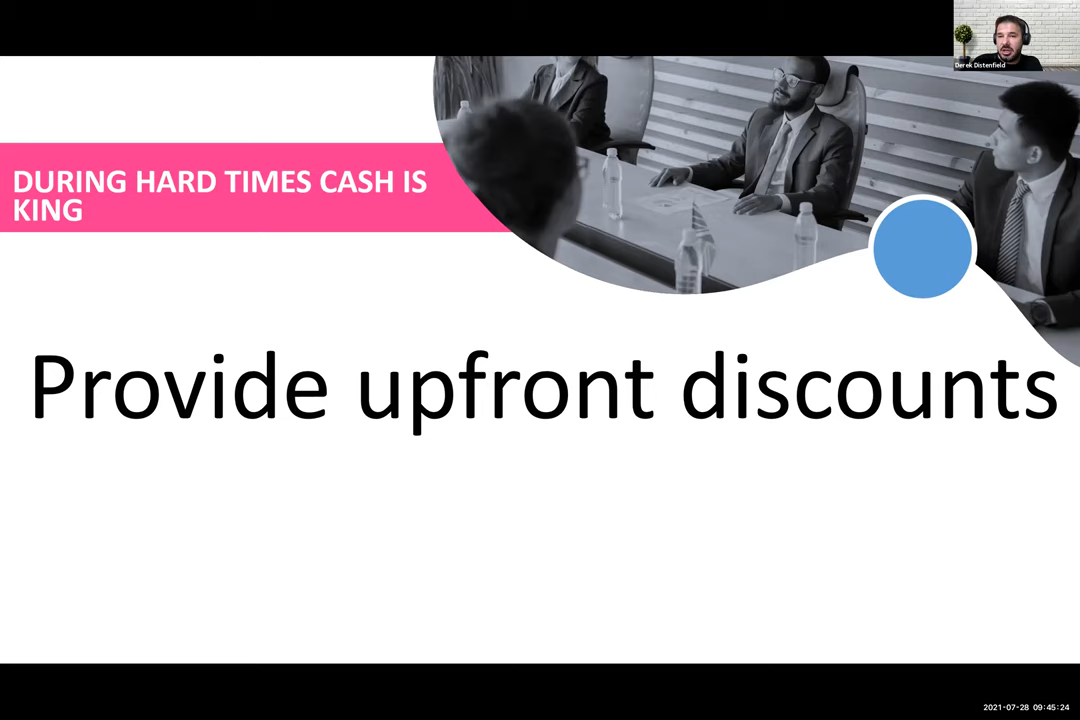 Derek Distenfield
DURING HARD TIMES CASH IS
KING
Provide upfront discounts
2021-07-28 09:45:24